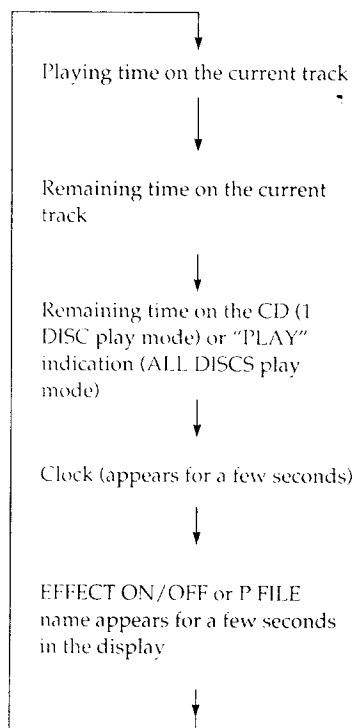 Playing time on the current track
Remaining time on the current
track
Remaining time on the CD (1
DISC play mode) or "PLAY"
indication (ALL DISCS play
mode)
Clock (appears for a few seconds)
EFFECT ON/OFF or P FILE
name appears for a few seconds
in the display